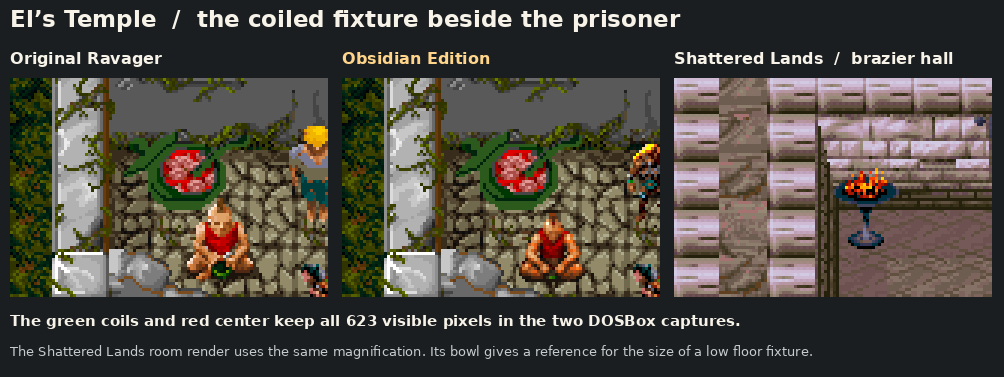 El’s Temple / the coiled fixture beside the prisoner
Original Ravager
Obsidian Edition
Shattered Lands / brazier hall
The green coils and red center keep all 623 visible pixels in the two DOSBox captures.
The Shattered Lands room render uses the same magnification. Its bowl gives a reference for the size of a low floor fixture.